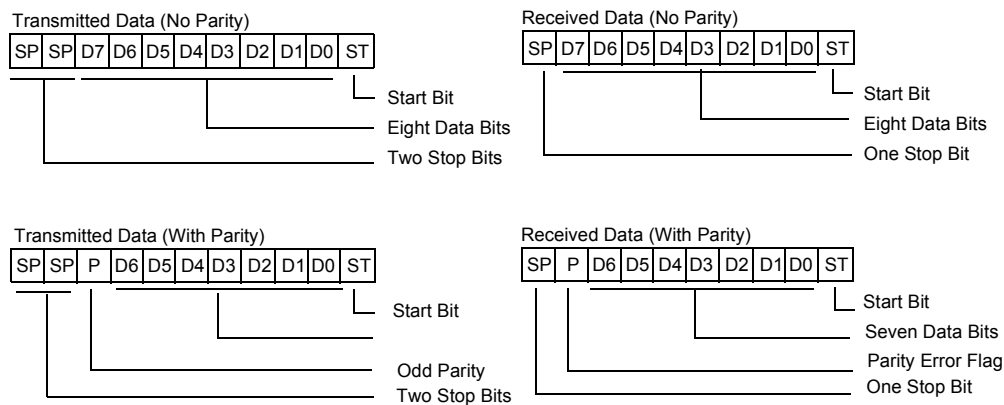 Transmitted Data (No Parity)
SP SP D7 D6 D5 D4 D3 D2 D1 D0 ST
Start Bit
Eight Data Bits
Two Stop Bits
Received Data (No Parity)
SP D7 D6 D5 D4 D3 D2 D1 D0 ST
Start Bit
Eight Data Bits
One Stop Bit
Transmitted Data (With Parity)
SP SP P D6 D5 D4 D3 D2 D1 D0 ST
Start Bit
Odd Parity
Two Stop Bits
Received Data (With Parity)
SP P D6 D5 D4 D3 D2 D1 D0 ST
Start Bit
Seven Data Bits
Parity Error Flag
One Stop Bit